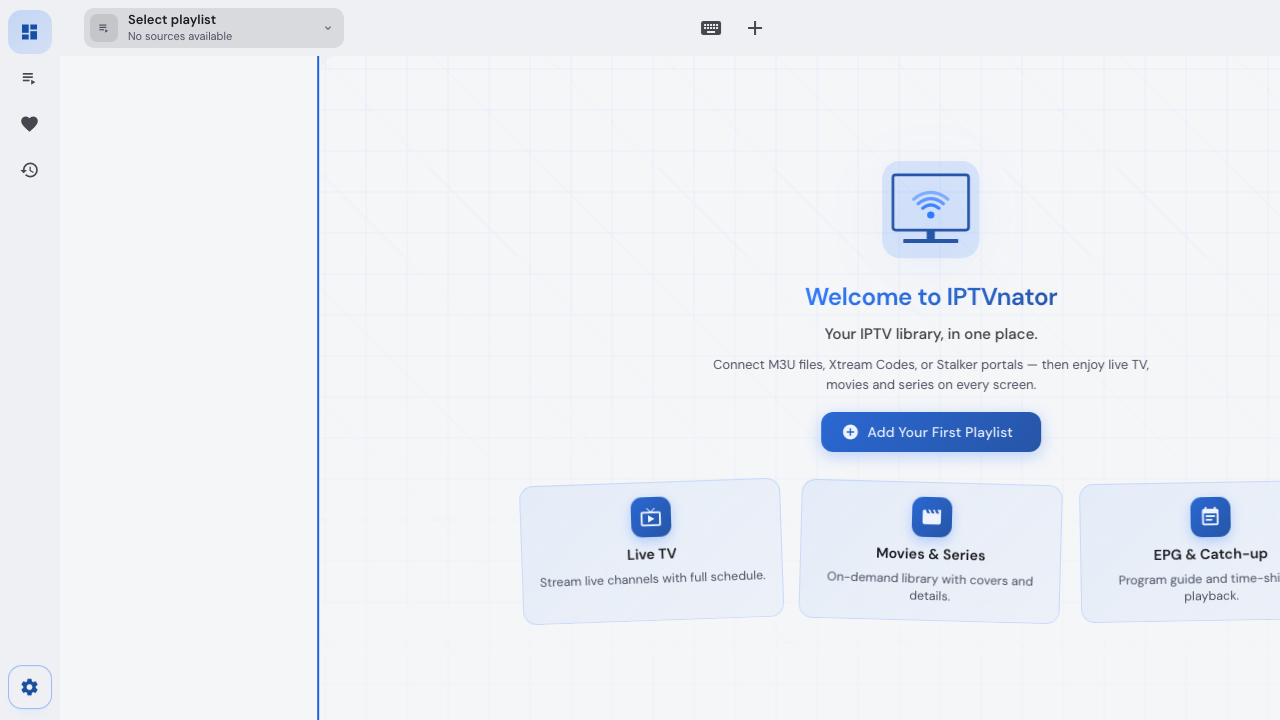 Select playlist
No sources available
Welcome to IPTVnator
Your IPTV library, in one place.
Connect M3U files, Xtream Codes, or Stalker portals — then enjoy live TV,
movies and series on every screen.
Add Your First Playlist
Live TV
Stream live channels with full schedule.
Movies & Series
On-demand library with covers and
details.
EPG & Catch-up
Program guide and time-shi
playback.